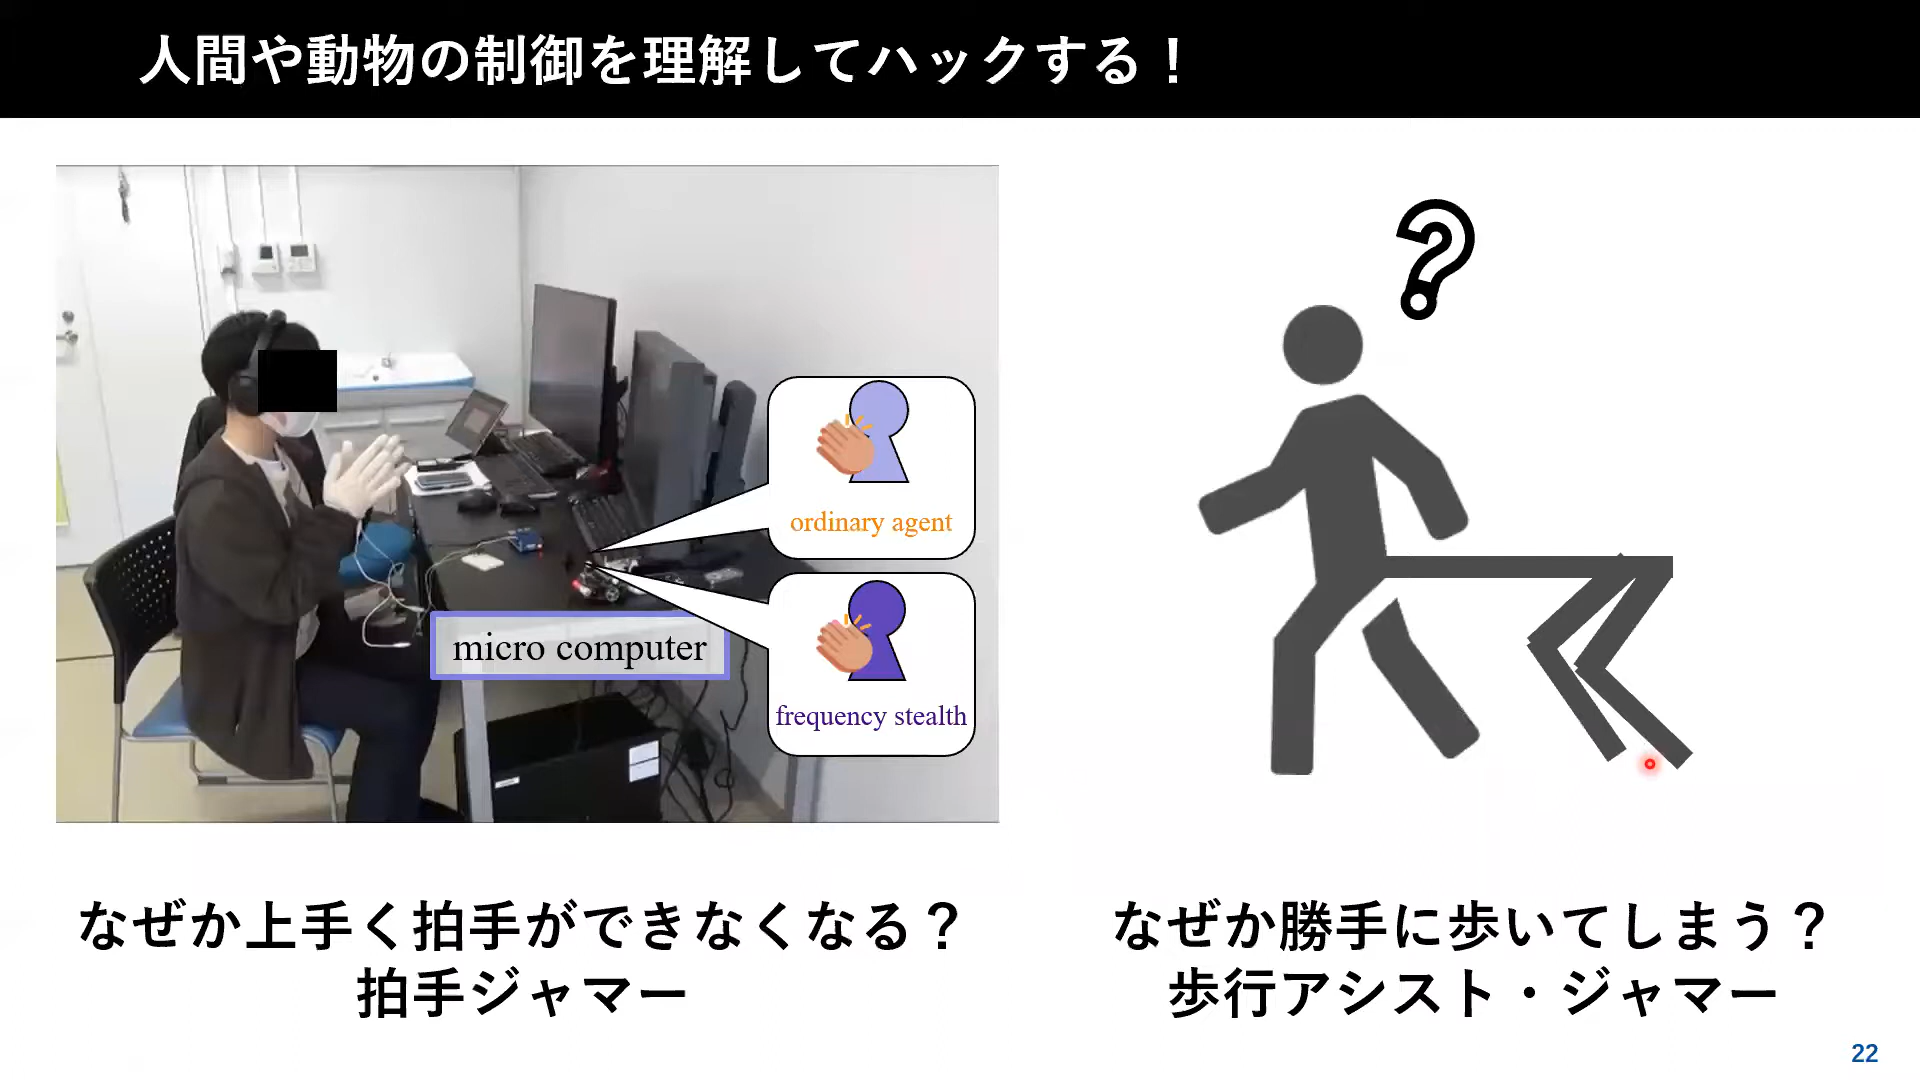 人間や動物の制御を理解してハックする！
ordinary agent
micro computer
frequency stealth
なぜか上手く拍手ができなくなる？
拍手ジャマー
なぜか勝手に歩いてしまう？
歩行アシスト・ジャマー
22